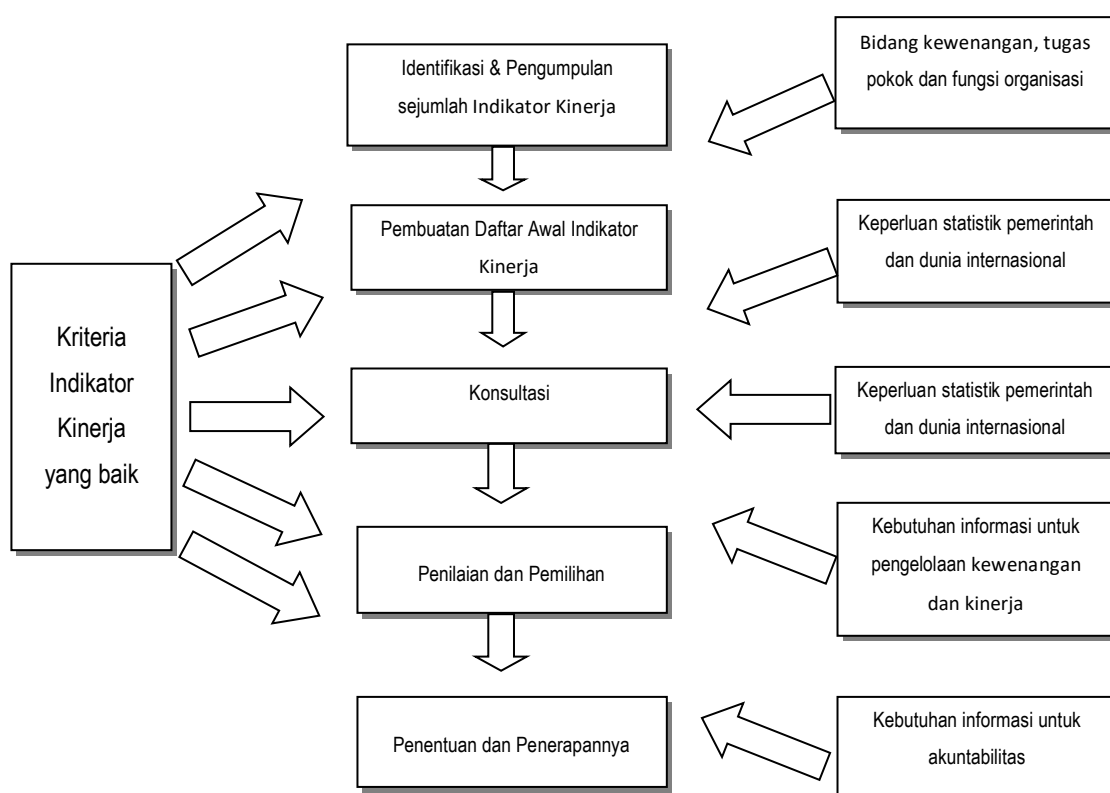 Identifikasi & Pengumpulan
sejumlah Indikator Kinerja
Pembuatan Daftar Awal Indikator
Kinerja
Konsultasi
Penilaian dan Pemilihan
Penentuan dan Penerapannya
Kriteria
Indikator
Kinerja
yang baik
Bidang kewenangan, tugas
pokok dan fungsi organisasi
Keperluan statistik pemerintah
dan dunia internasional
Keperluan statistik pemerintah
dan dunia internasional
Kebutuhan informasi untuk
pengelolaan kewenangan
dan kinerja
Kebutuhan informasi untuk
akuntabilitas